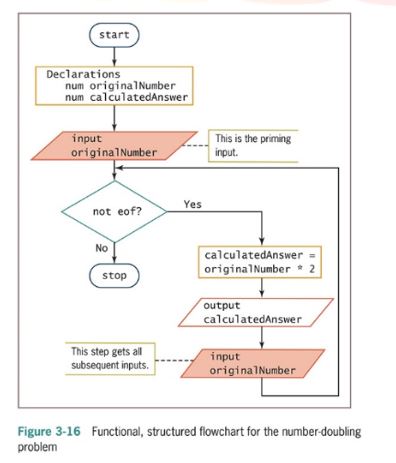 start
Declarations
num originalNumber
num calculatedAnswer
input
originalNumber
This is the priming
input.
not eof?
Yes
No
stop
calculatedAnswer =
originalNumber * 2
output
calculatedAnswer
This step gets all
subsequent inputs.
input
originalNumber
Figure 3-16 Functional, structured flowchart for the number-doubling
problem